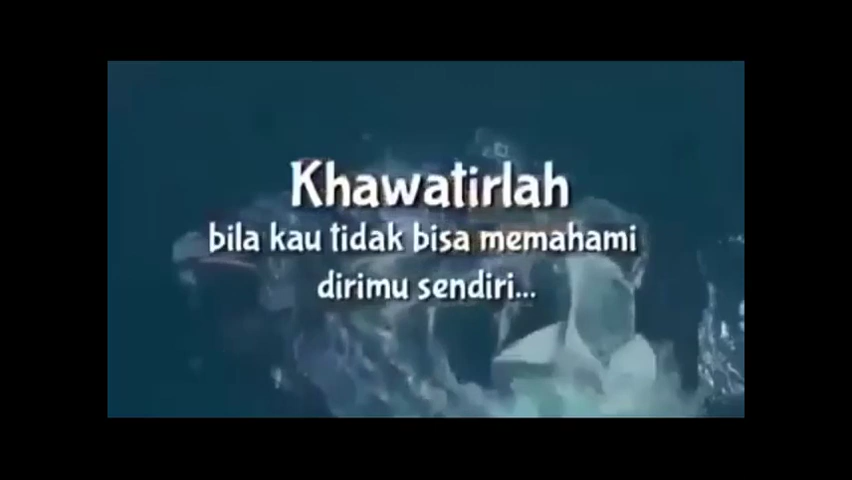 Khawatirlah
bila kau tidak bisa memahami
dirimu sendiri...